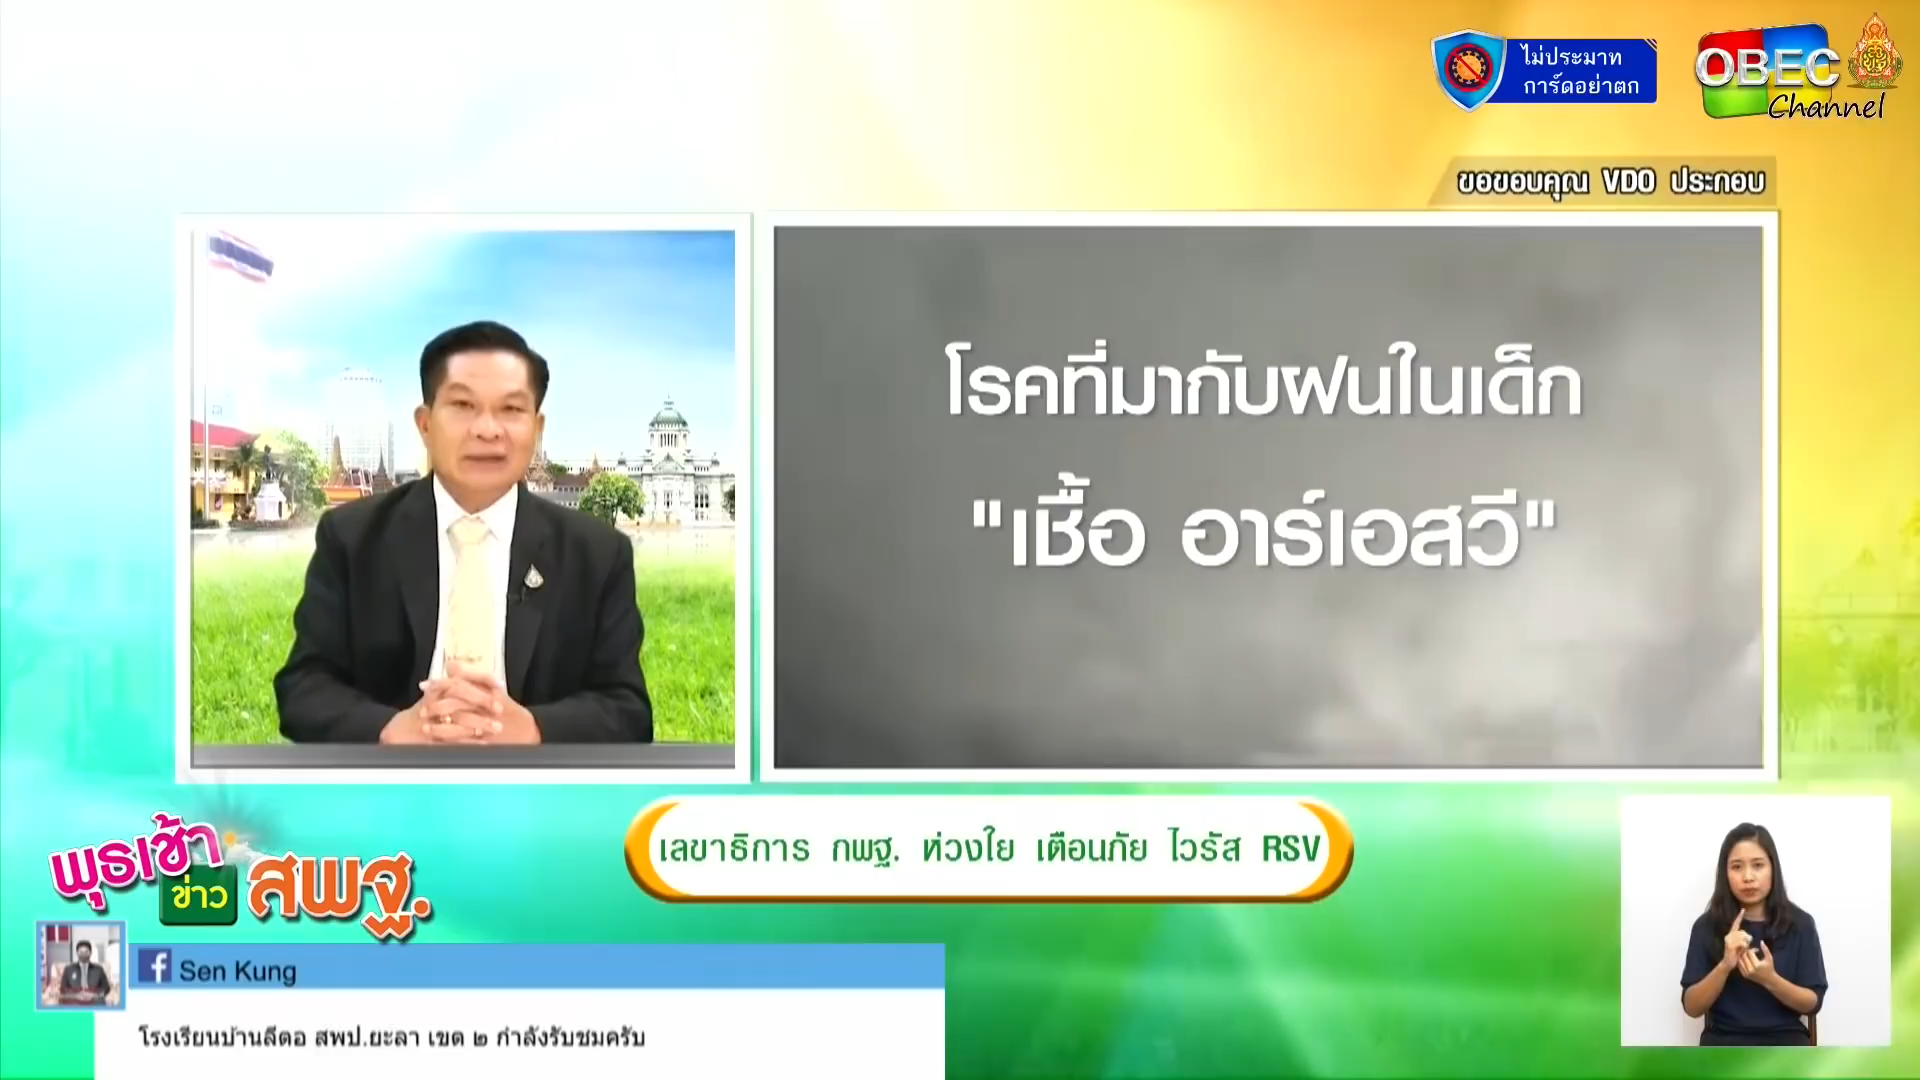 ไม่ประมาท
การ์ดอย่าตก
OBEC
Channel
ขอขอบคุณ VDO ประกอบ
โรคที่มากับฝนในเด็ก
"เชื้อ อาร์เอสวี"
เลขาธิการ กพฐ. ห่วงใย เตือนภัย ไวรัส RSV
พุธเช้า
ข่าว สพฐ.
f Sen Kung
โรงเรียนบ้านลีตอ สพป.ยะลา เขต ๒ กำลังรับชมครับ